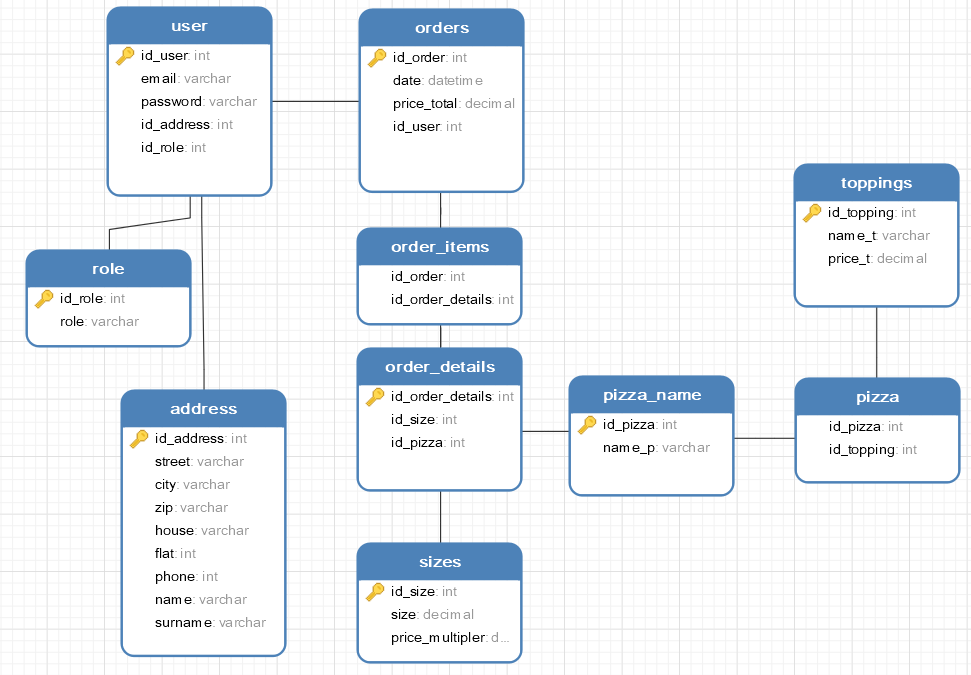 user
id_user: int
email: varchar
password: varchar
id_address: int
id_role: int
orders
id_order: int
date: datetime
price_total: decimal
id_user: int
toppings
id_topping: int
name_t: varchar
price_t: decimal
role
id_role: int
role: varchar
order_items
id_order: int
id_order_details: int
order_details
id_order_details: int
id_size: int
id_pizza: int
pizza_name
id_pizza: int
name_p: varchar
pizza
id_pizza: int
id_topping: int
address
id_address: int
street: varchar
city: varchar
zip: varchar
house: varchar
flat: int
phone: int
name: varchar
surname: varchar
sizes
id_size: int
size: decimal
price_multipler: d...